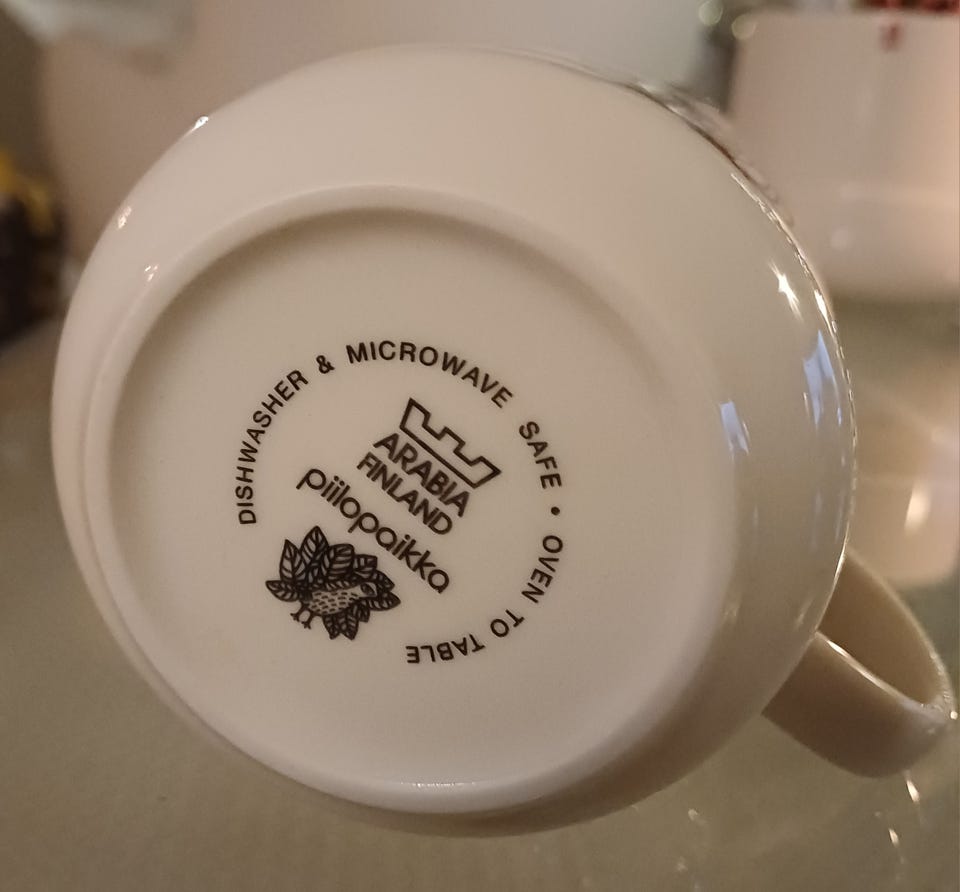 DISHWASHER & MICROWAVE SAFE • OVEN TO TABLE
ARABIA
FINLAND
piilopaikka